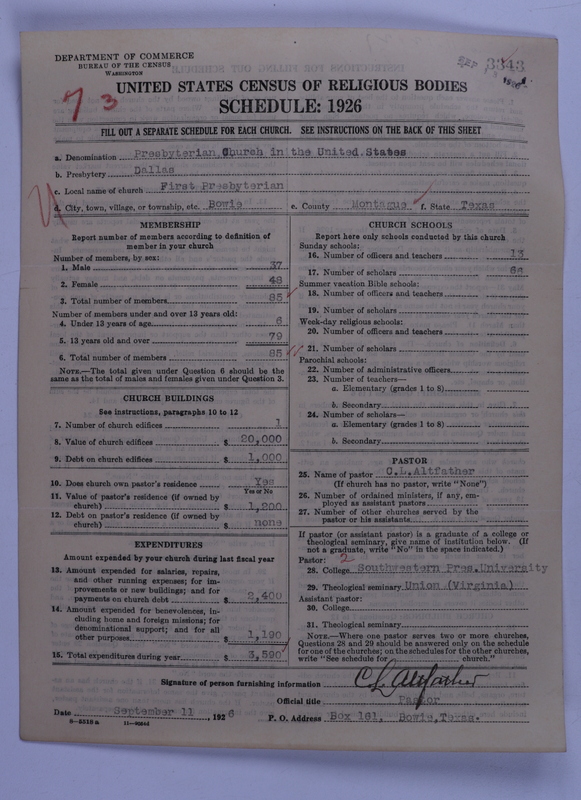 DEPARTMENT OF COMMERCE
BUREAU OF THE CENSUS
WASHINGTON
3343
73
UNITED STATES CENSUS OF RELIGIOUS BODIES
SCHEDULE: 1926
FILL OUT A SEPARATE SCHEDULE FOR EACH CHURCH. SEE INSTRUCTIONS ON THE BACK OF THIS SHEET
a. Denomination Presbyterian Church in the United States
b. Presbytery Dallas
c. Local name of church First Presbyterian
d. City, town, village, or township, etc. Bowie e. County Montague f. State Texas
MEMBERSHIP
Report number of members according to definition of
member in your church
Number of members, by sex:
1. Male 37
2. Female 48
3. Total number of members 85
Number of members under and over 13 years old:
4. Under 13 years of age 6
5. 13 years old and over 79
6. Total number of members 85
NOTE.—The total given under Question 6 should be the
same as the total of males and females given under Question 3.
CHURCH BUILDINGS
See instructions, paragraphs 10 to 12
7. Number of church edifices 1
8. Value of church edifices $ 20,000
9. Debt on church edifices $ 1,000
10. Does church own pastor's residence? Yes
Yes or No
11. Value of pastor's residence (if owned by
church) $ 1,200
12. Debt on pastor's residence (if owned by
church) $ none
EXPENDITURES
Amount expended by your church during last fiscal year
13. Amount expended for salaries, repairs,
and other running expenses; for im-
provements or new buildings; and for
payments on church debt $ 2,400
14. Amount expended for benevolences, in-
cluding home and foreign missions; for
denominational support; and for all
other purposes $ 1,190
15. Total expenditures during year $ 3,590
CHURCH SCHOOLS
Report here only schools conducted by this church
Sunday schools:
16. Number of officers and teachers 13
17. Number of scholars
Summer vacation Bible schools:
18. Number of officers and teachers
19. Number of scholars
Week-day religious schools:
20. Number of officers and teachers
21. Number of scholars
Parochial schools:
22. Number of administrative officers
23. Number of teachers—
a. Elementary (grades 1 to 8)
b. Secondary
24. Number of scholars—
a. Elementary (grades 1 to 8)
b. Secondary
PASTOR
25. Name of pastor C.L.Altfather
(If church has no pastor, write "None")
26. Number of ordained ministers, if any, em-
ployed as assistant pastors
27. Number of other churches served by the
pastor or his assistants
If pastor (or assistant pastor) is a graduate of a college or
theological seminary, give name of institution below. (If
not a graduate, write "No" in the space indicated.)
Pastor: 2
28. College Southwestern Pres.University
29. Theological seminary Union (Virginia)
Assistant pastor:
30. College
31. Theological seminary
NOTE.—Where one pastor serves two or more churches,
Questions 28 and 29 should be answered only on the schedule
for one of the churches; on the schedules for the other churches,
write "See schedule for church."
Signature of person furnishing information C L Altfather
Official title Pastor
Date September 11, 1926 P. O. Address Box 161, Bowie, Texas.